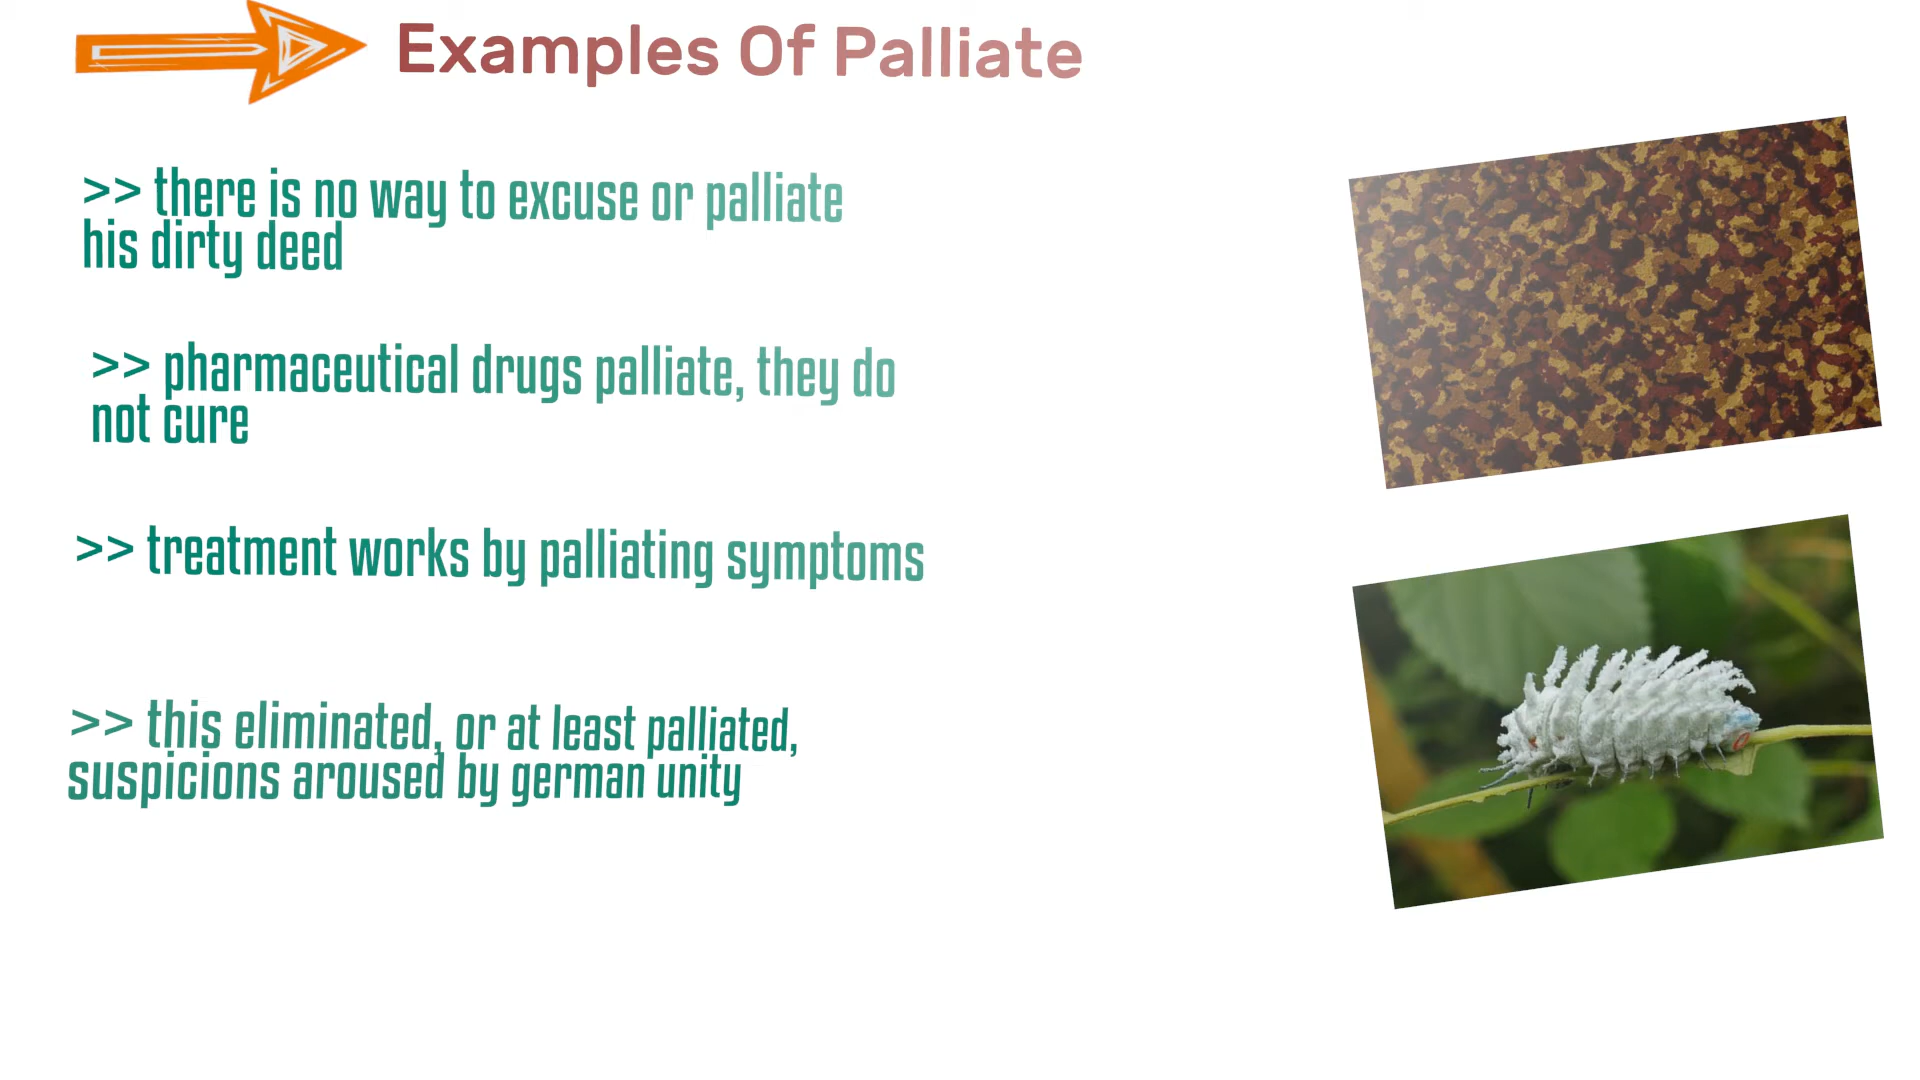 Examples Of Palliate
>> there is no way to excuse or palliate
his dirty deed
>> pharmaceutical drugs palliate, they do
not cure
>> treatment works by palliating symptoms
>> this eliminated, or at least palliated,
suspicions aroused by german unity